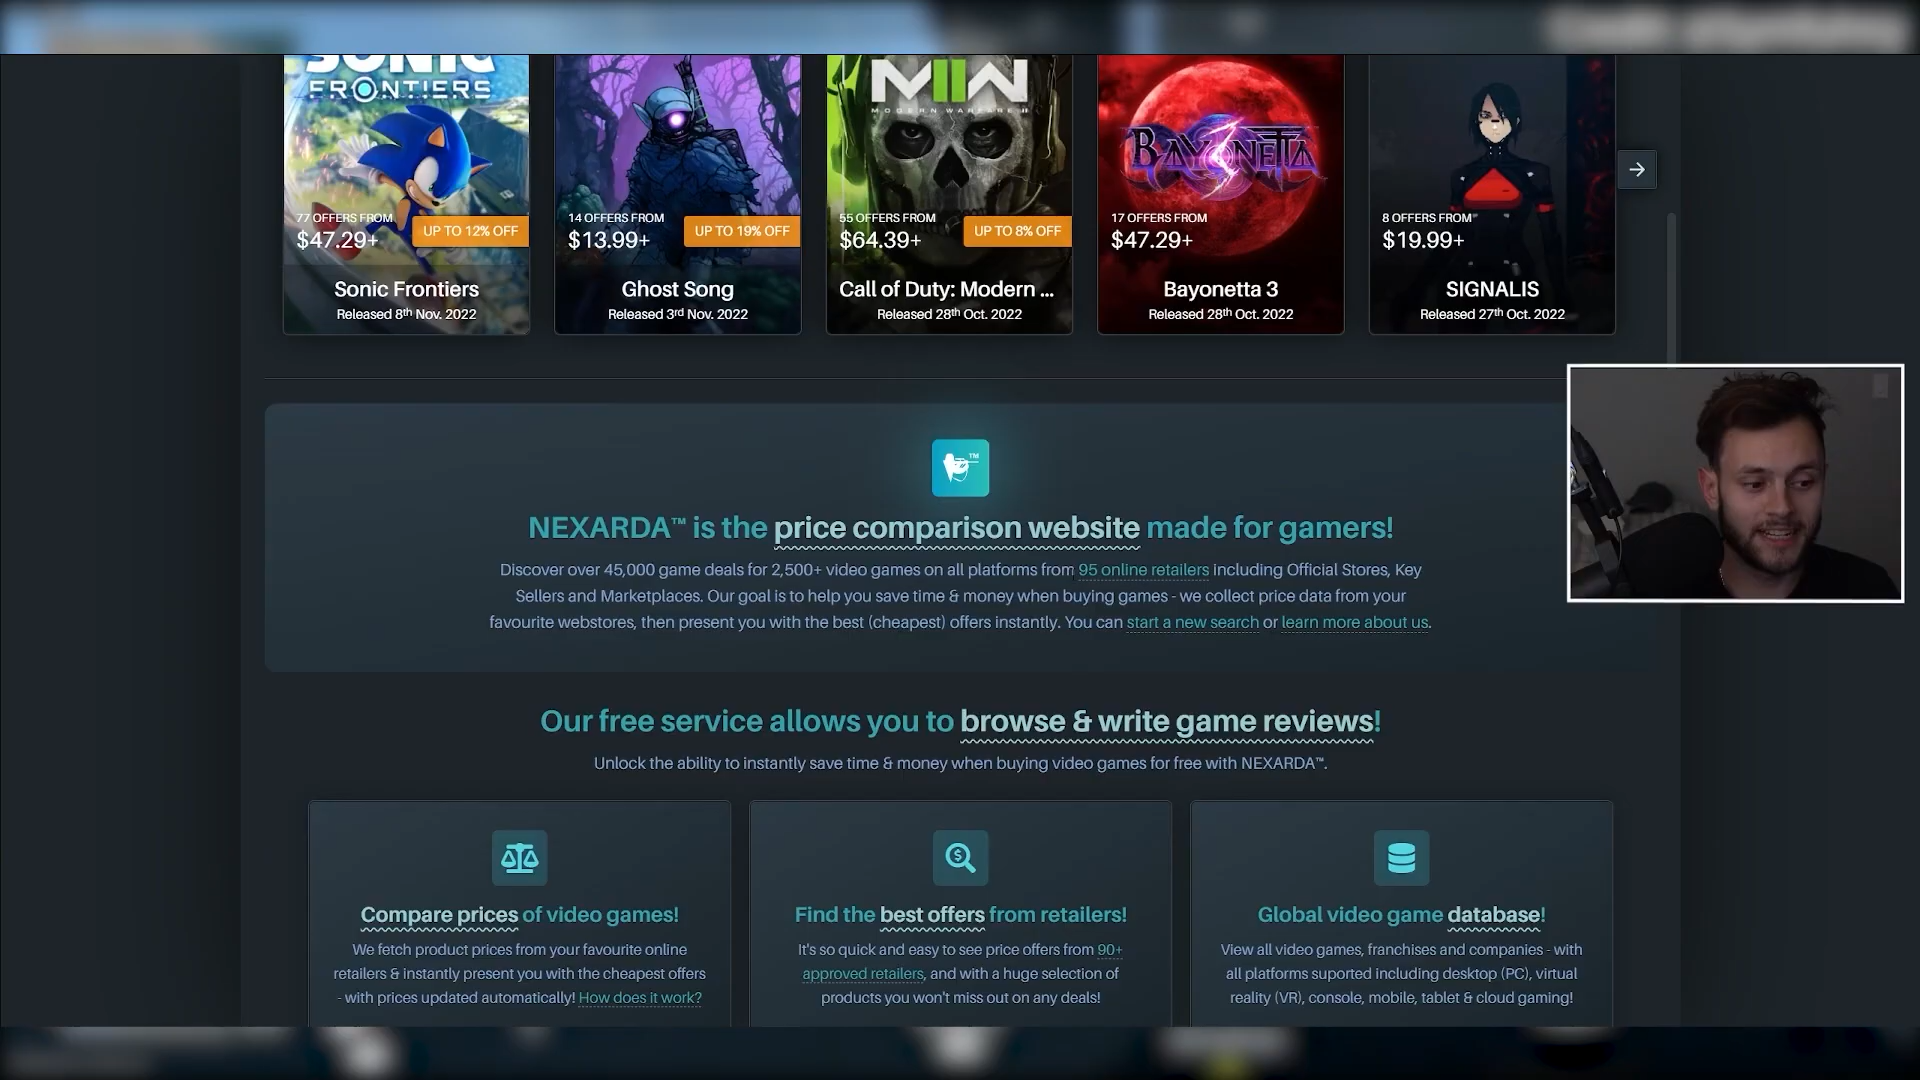 SONIC
FRONTIERS
77 OFFERS FROM
$47.29+
UP TO 12% OFF
Sonic Frontiers
Released 8th Nov. 2022
14 OFFERS FROM
$13.99+
UP TO 19% OFF
Ghost Song
Released 3rd Nov. 2022
MWII
MODERN WARFARE II
55 OFFERS FROM
$64.39+
UP TO 8% OFF
Call of Duty: Modern ...
Released 28th Oct. 2022
BAYONETTA
17 OFFERS FROM
$47.29+
Bayonetta 3
Released 28th Oct. 2022
8 OFFERS FROM
$19.99+
SIGNALIS
Released 27th Oct. 2022
TM
NEXARDA™ is the price comparison website made for gamers!
Discover over 45,000 game deals for 2,500+ video games on all platforms from 95 online retailers including Official Stores, Key
Sellers and Marketplaces. Our goal is to help you save time & money when buying games - we collect price data from your
favourite webstores, then present you with the best (cheapest) offers instantly. You can start a new search or learn more about us.
Our free service allows you to browse & write game reviews!
Unlock the ability to instantly save time & money when buying video games for free with NEXARDA™.
Compare prices of video games!
We fetch product prices from your favourite online
retailers & instantly present you with the cheapest offers
- with prices updated automatically! How does it work?
Find the best offers from retailers!
It's so quick and easy to see price offers from 90+
approved retailers, and with a huge selection of
products you won't miss out on any deals!
Global video game database!
View all video games, franchises and companies - with
all platforms suported including desktop (PC), virtual
reality (VR), console, mobile, tablet & cloud gaming!